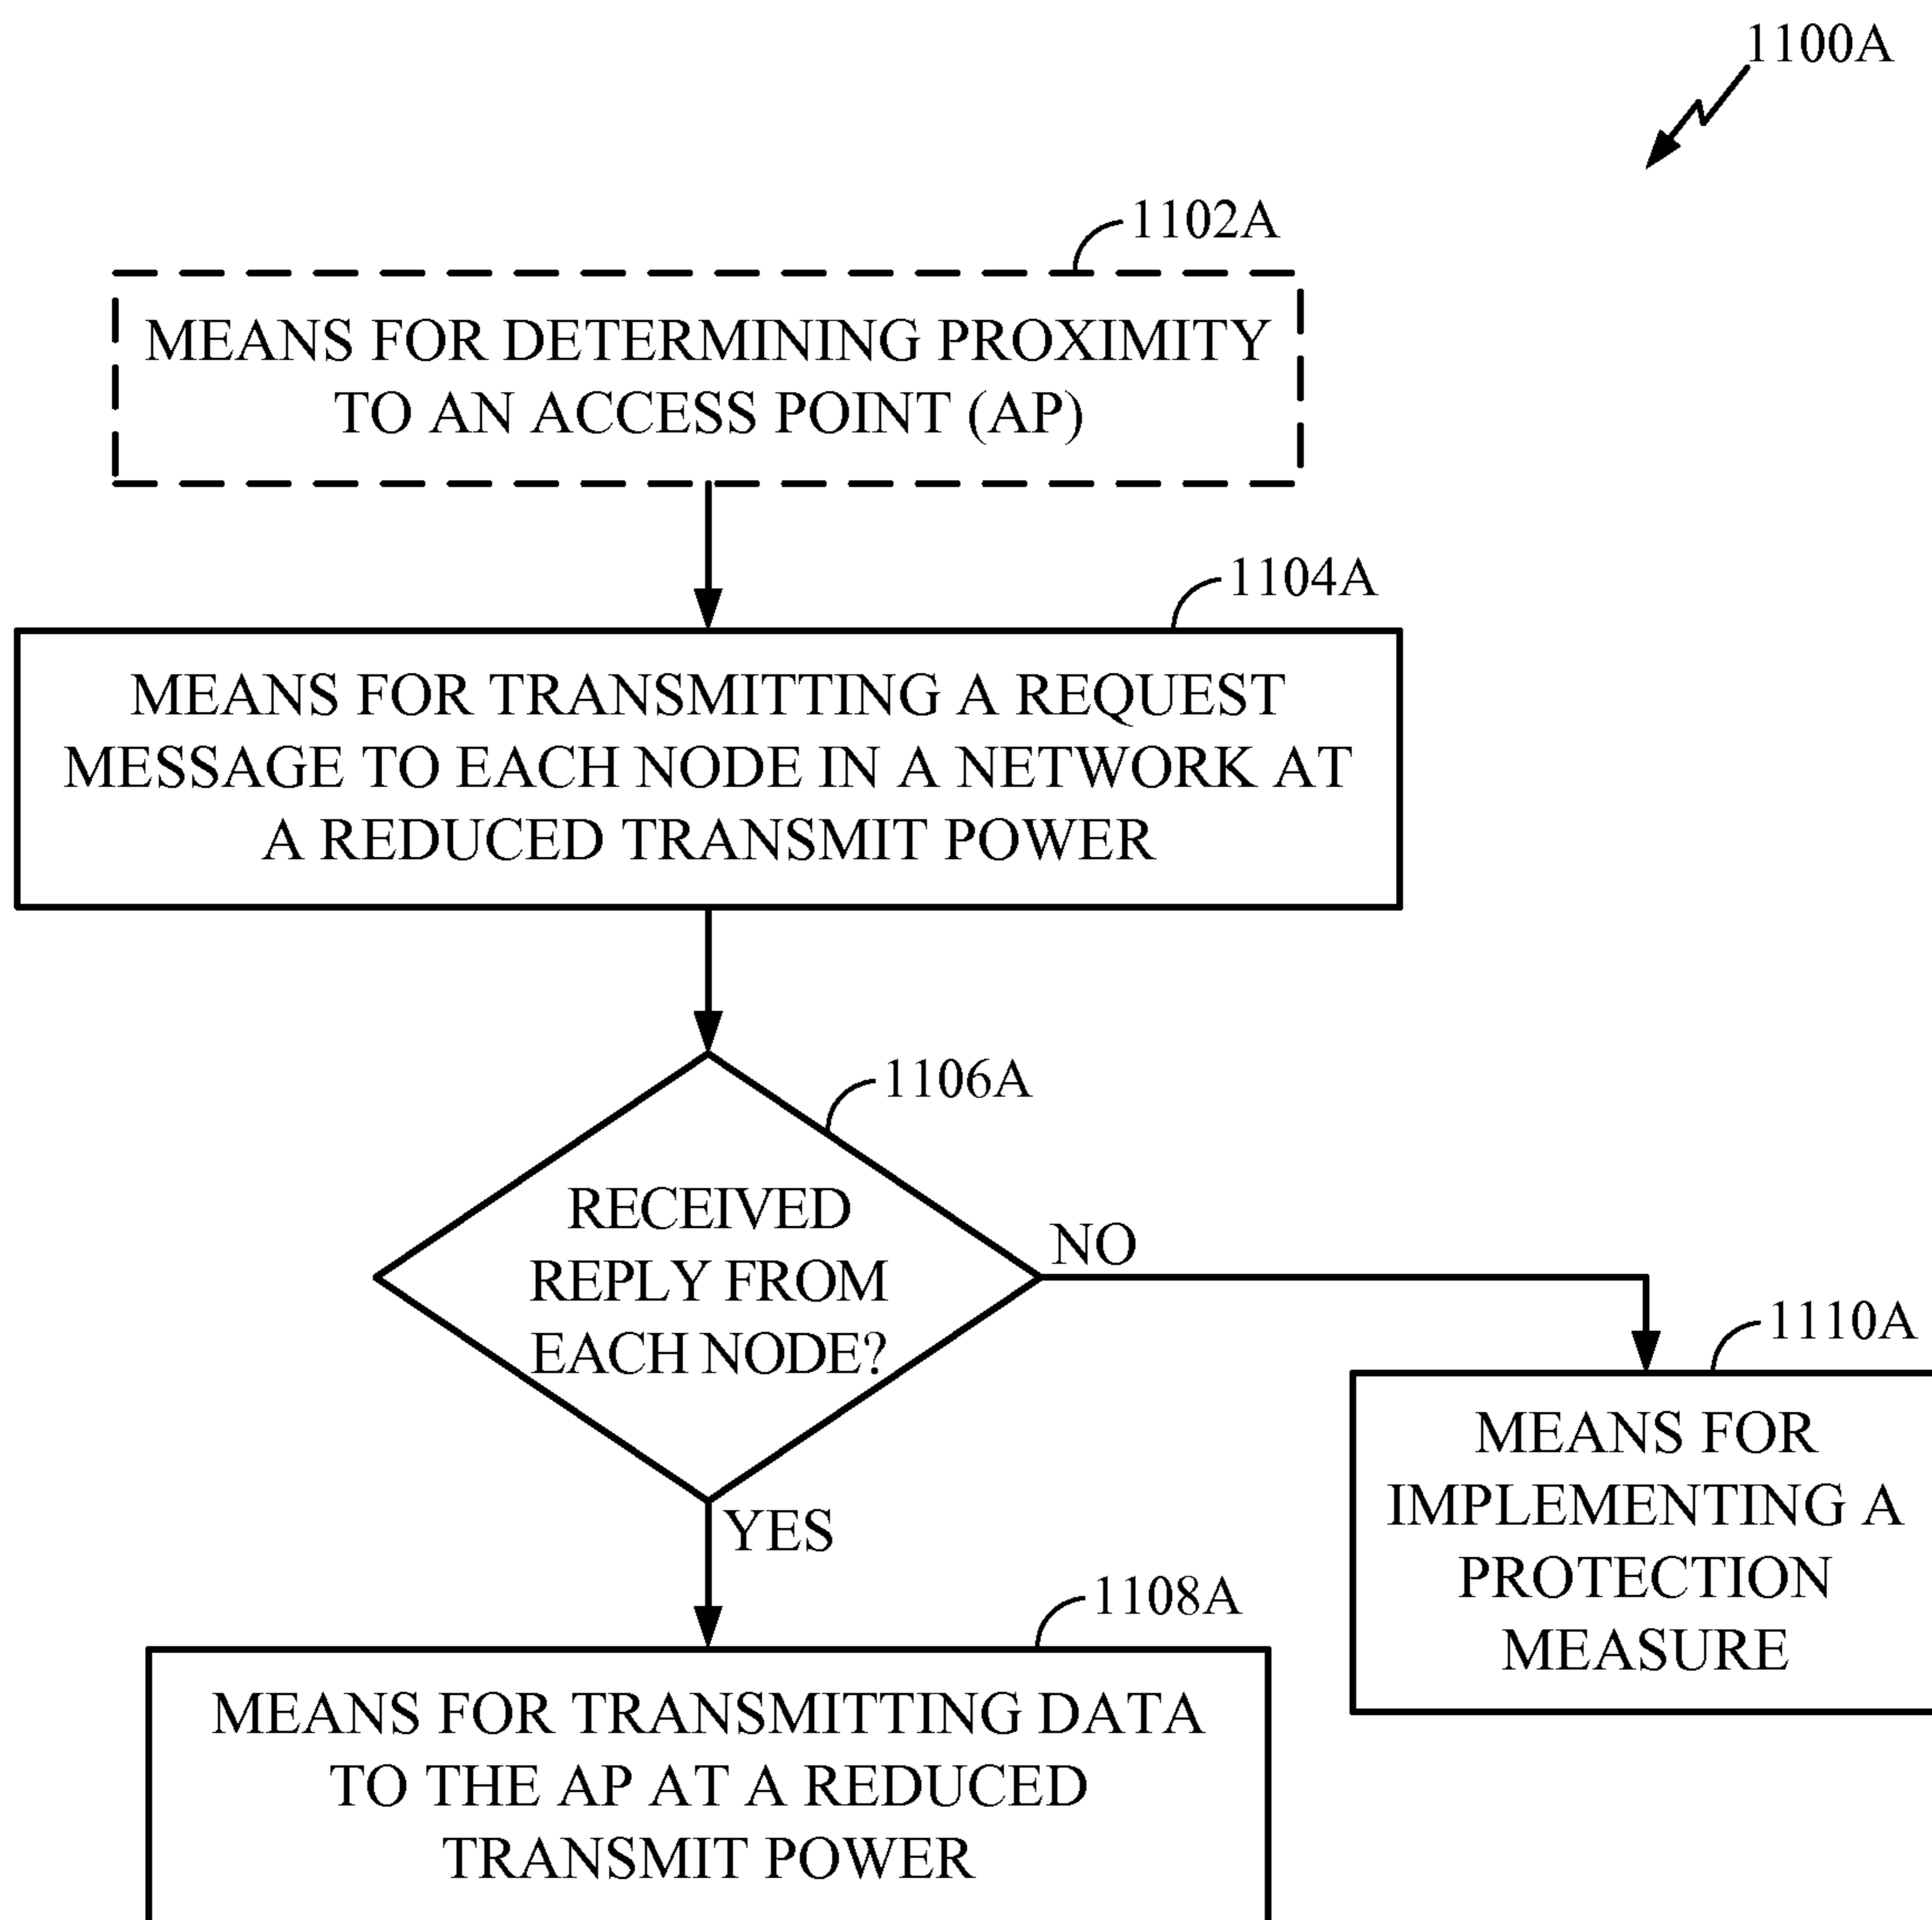 1100A
1102A
MEANS FOR DETERMINING PROXIMITY
TO AN ACCESS POINT (AP)
1104A
MEANS FOR TRANSMITTING A REQUEST
MESSAGE TO EACH NODE IN A NETWORK AT
A REDUCED TRANSMIT POWER
1106A
RECEIVED
REPLY FROM
EACH NODE?
NO
1110A
MEANS FOR
IMPLEMENTING A
PROTECTION
MEASURE
YES
1108A
MEANS FOR TRANSMITTING DATA
TO THE AP AT A REDUCED
TRANSMIT POWER